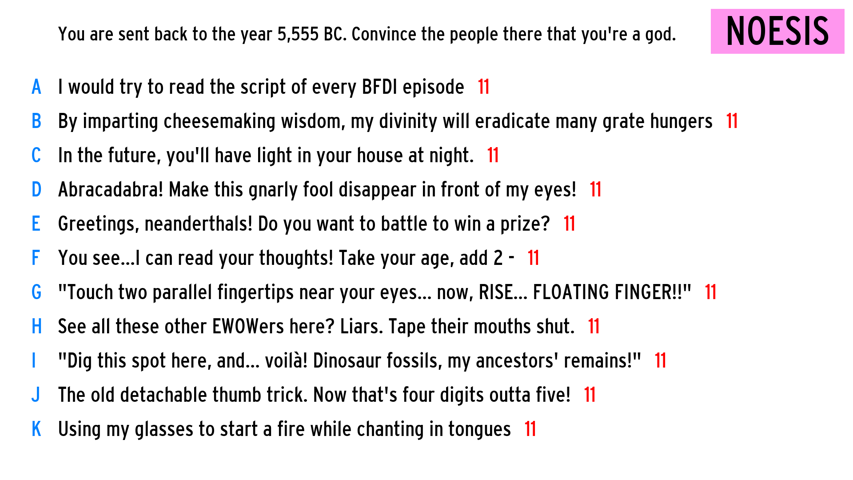 You are sent back to the year 5,555 BC. Convince the people there that you're a god.
NOESIS
A I would try to read the script of every BFDI episode 11
B By imparting cheesemaking wisdom, my divinity will eradicate many grate hungers 11
C In the future, you'll have light in your house at night. 11
D Abracadabra! Make this gnarly fool disappear in front of my eyes! 11
E Greetings, neanderthals! Do you want to battle to win a prize? 11
F You see...I can read your thoughts! Take your age, add 2 - 11
G "Touch two parallel fingertips near your eyes... now, RISE... FLOATING FINGER!!" 11
H See all these other EWOWers here? Liars. Tape their mouths shut. 11
I "Dig this spot here, and... voilà! Dinosaur fossils, my ancestors' remains!" 11
J The old detachable thumb trick. Now that's four digits outta five! 11
K Using my glasses to start a fire while chanting in tongues 11